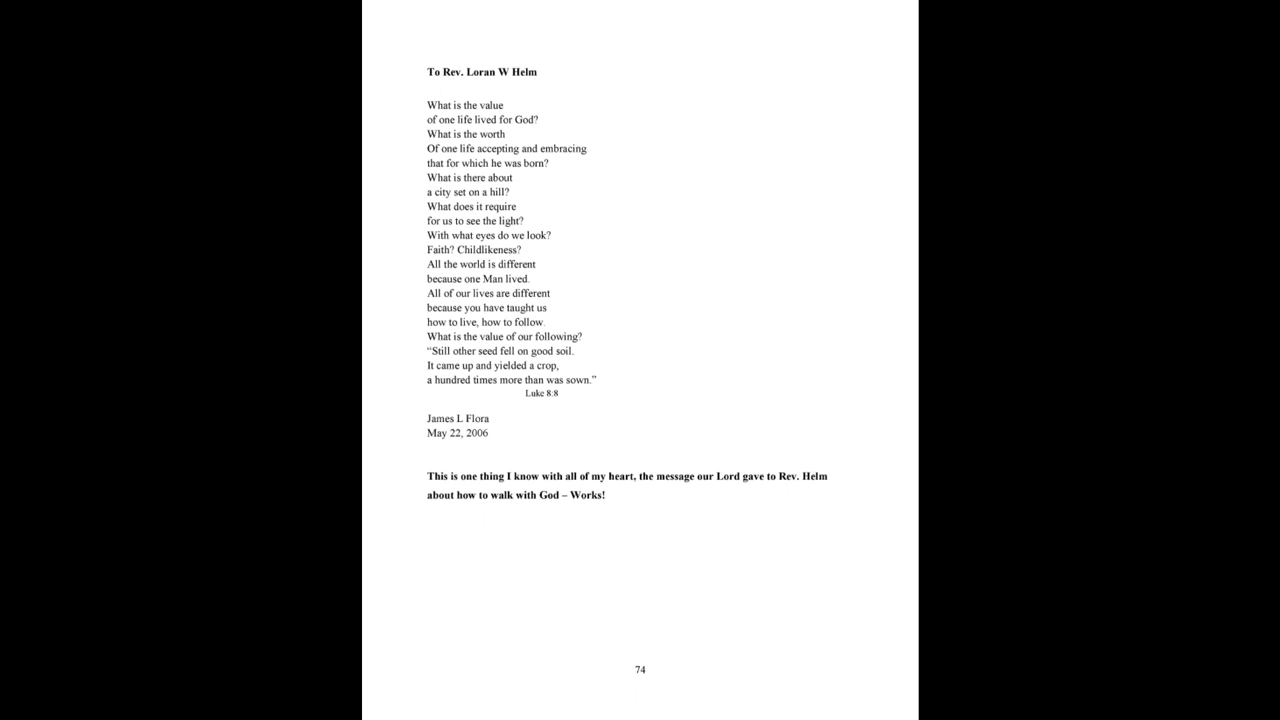 To Rev. Loran W Helm
What is the value
of one life lived for God?
What is the worth
Of one life accepting and embracing
that for which he was born?
What is there about
a city set on a hill?
What does it require
for us to see the light?
With what eyes do we look?
Faith? Childlikeness?
All the world is different
because one Man lived.
All of our lives are different
because you have taught us
how to live, how to follow.
What is the value of our following?
“Still other seed fell on good soil.
It came up and yielded a crop,
a hundred times more than was sown.”
Luke 8:8
James L Flora
May 22, 2006
This is one thing I know with all of my heart, the message our Lord gave to Rev. Helm
about how to walk with God – Works!
74